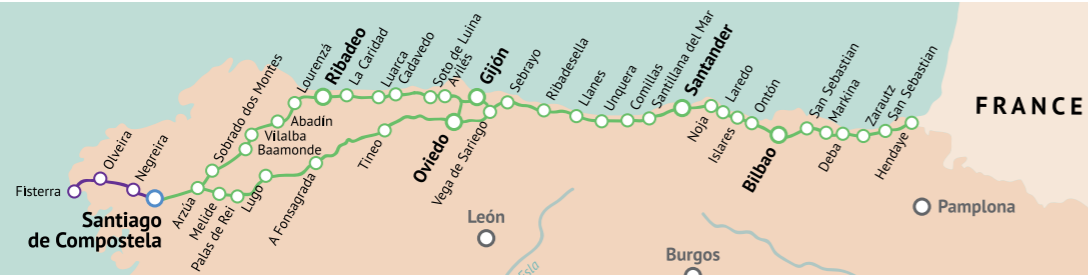 Fisterra
Olveira
Negreira
Santiago
de Compostela
Arzúa
Melide
Palas de Rei
Lugo
A Fonsagrada
Sobrado dos Montes
Baamonde
Vilalba
Abadín
Lourenzá
Ribadeo
La Caridad
Luarca
Cadavedo
Soto de Luina
Avilés
Gijón
Tineo
Oviedo
Vega de Sariego
Sebrayo
Ribadesella
Llanes
Unquera
Comillas
Santillana del Mar
Santander
Noja
Laredo
Islares
Ontón
Bilbao
San Sebastian
Markina
Deba
Zarautz
San Sebastian
Hendaye
FRANCE
León
Esla
Burgos
Pamplona